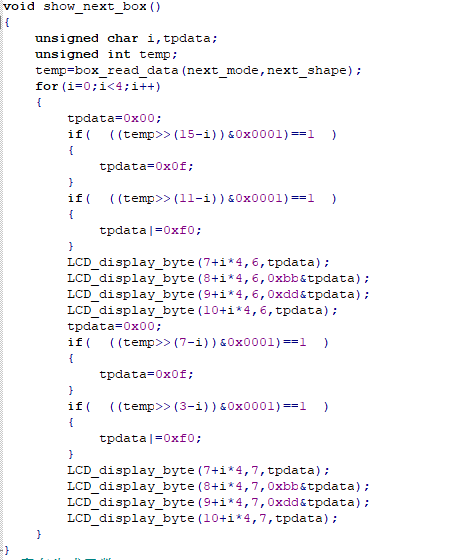 void show_next_box()
{
    unsigned char i,tpdata;
    unsigned int temp;
    temp=box_read_data(next_mode,next_shape);
    for(i=0;i<4;i++)
    {
        tpdata=0x00;
        if(  ((temp>>(15-i))&0x0001)==1  )
        {
            tpdata=0x0f;
        }
        if(  ((temp>>(11-i))&0x0001)==1  )
        {
            tpdata|=0xf0;
        }
        LCD_display_byte(7+i*4,6,tpdata);
        LCD_display_byte(8+i*4,6,0xbb&tpdata);
        LCD_display_byte(9+i*4,6,0xdd&tpdata);
        LCD_display_byte(10+i*4,6,tpdata);
        tpdata=0x00;
        if(  ((temp>>(7-i))&0x0001)==1  )
        {
            tpdata=0x0f;
        }
        if(  ((temp>>(3-i))&0x0001)==1  )
        {
            tpdata|=0xf0;
        }
        LCD_display_byte(7+i*4,7,tpdata);
        LCD_display_byte(8+i*4,7,0xbb&tpdata);
        LCD_display_byte(9+i*4,7,0xdd&tpdata);
        LCD_display_byte(10+i*4,7,tpdata);
    }
}